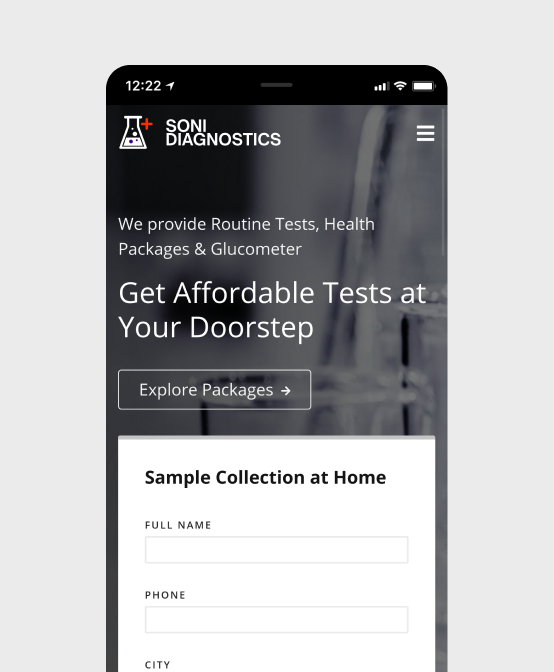 12:22
SONI
DIAGNOSTICS
We provide Routine Tests, Health
Packages & Glucometer
Get Affordable Tests at
Your Doorstep
Explore Packages →
Sample Collection at Home
FULL NAME
PHONE
CITY